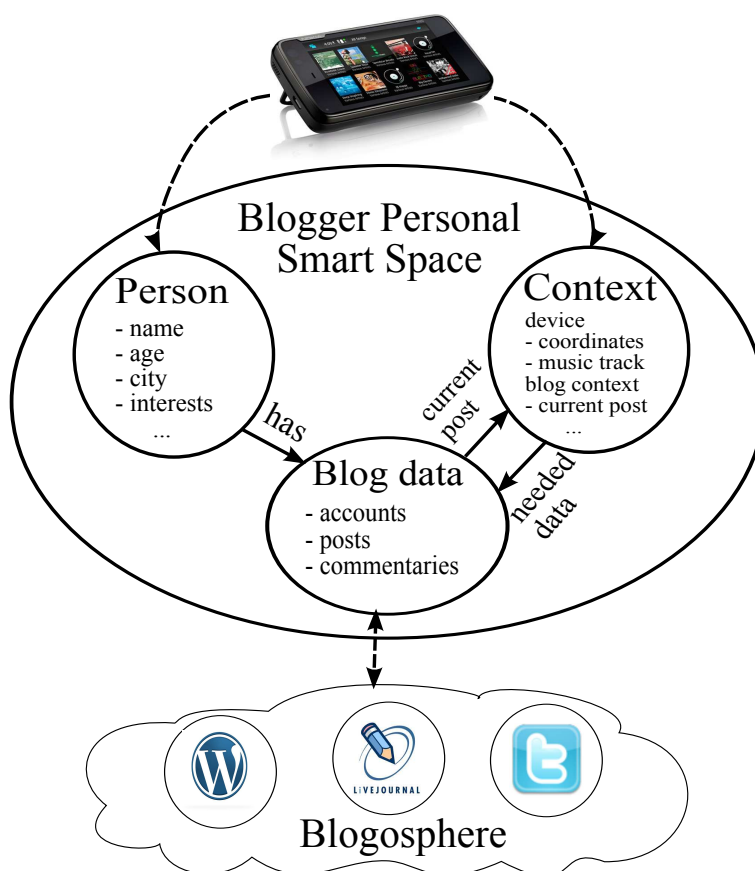 Blogger Personal
Smart Space
Person
- name
- age
- city
- interests
...
Context
device
- coordinates
- music track
blog context
- current post
...
has
current
post
needed
data
Blog data
- accounts
- posts
- commentaries
W
LiVEJOURNAL
t
Blogosphere